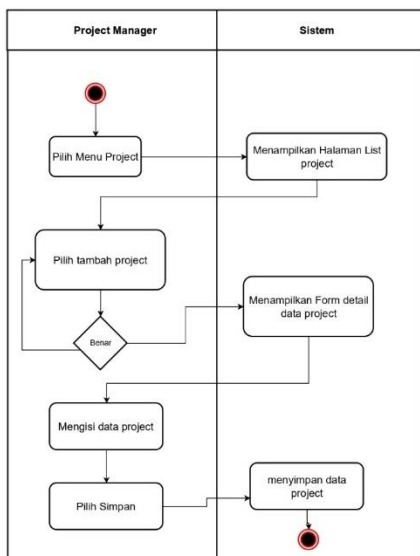 Project Manager
Sistem
Pilih Menu Project
Menampilkan Halaman List
project
Pilih tambah project
Benar
Menampilkan Form detail
data project
Mengisi data project
Pilih Simpan
menyimpan data
project